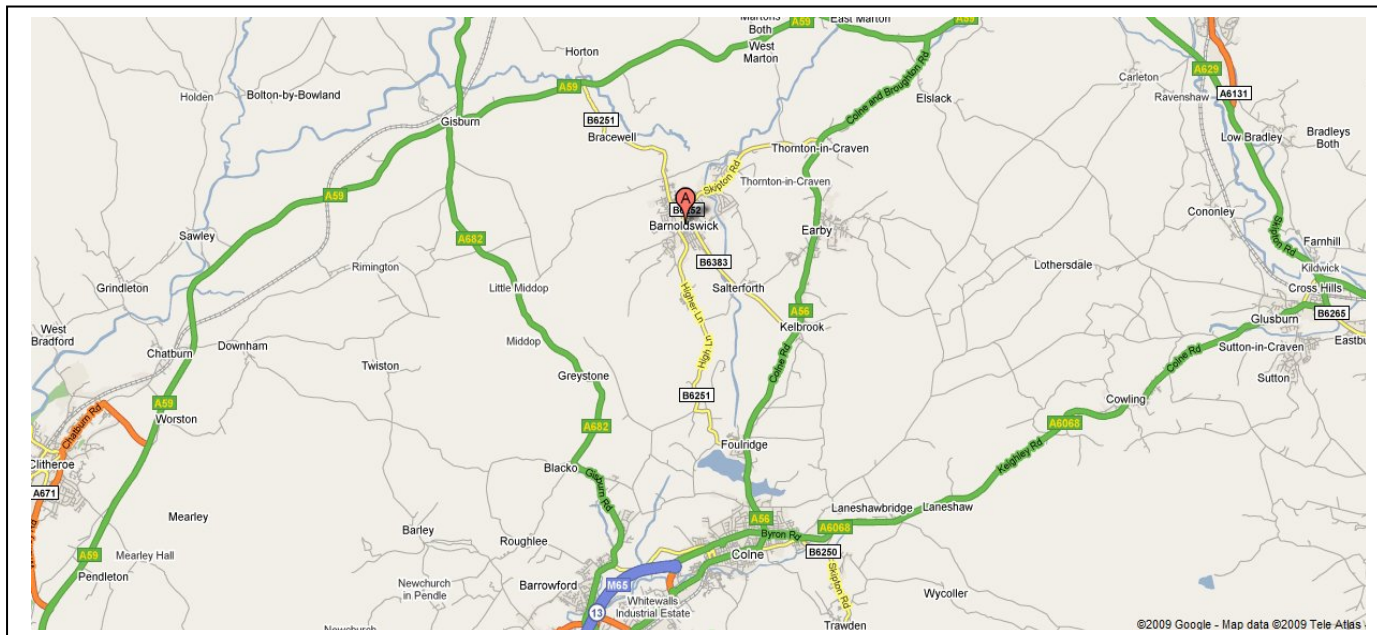 Martons
Both
East Marton
A59
A59
West
Marton
Horton
A59
Holden
Bolton-by-Bowland
Gisburn
B6251
Bracewell
Elslack
Colne and Broughton Rd
Carleton
A629
Ravenshaw
A6131
Low Bradley
Bradleys
Both
Thornton-in-Craven
Skipton Rd
Thornton-in-Craven
A59
A
Barnoldswick
Earby
Cononley
Skipton Rd
Farnhill
Kildwick
Cross Hills
Sawley
A682
B6383
Rimington
Little Middop
Salterforth
Lothersdale
Grindleton
Higher Ln
High Ln
A56
Kelbrook
Glusburn
B6265
Eastbu
West
Bradford
Chatburn
Downham
Middop
Twiston
Greystone
Colne Rd
Colne Rd
Sutton-in-Craven
Sutton
B6251
Cowling
Chatburn Rd
A59
Worston
A682
A6068
Foulridge
Keighley Rd
Clitheroe
Blacko
Gisburn Rd
A671
Mearley
Barley
Roughlee
A56
Laneshawbridge
Laneshaw
A6068
Byron Rd
Colne
B6250
A59
Mearley Hall
Pendleton
Newchurch
in Pendle
Barrowford
M65
Whitewalls
Industrial Estate
13
Skipton Rd
Wycoller
Trawden
Newchurch
©2009 Google - Map data ©2009 Tele Atlas